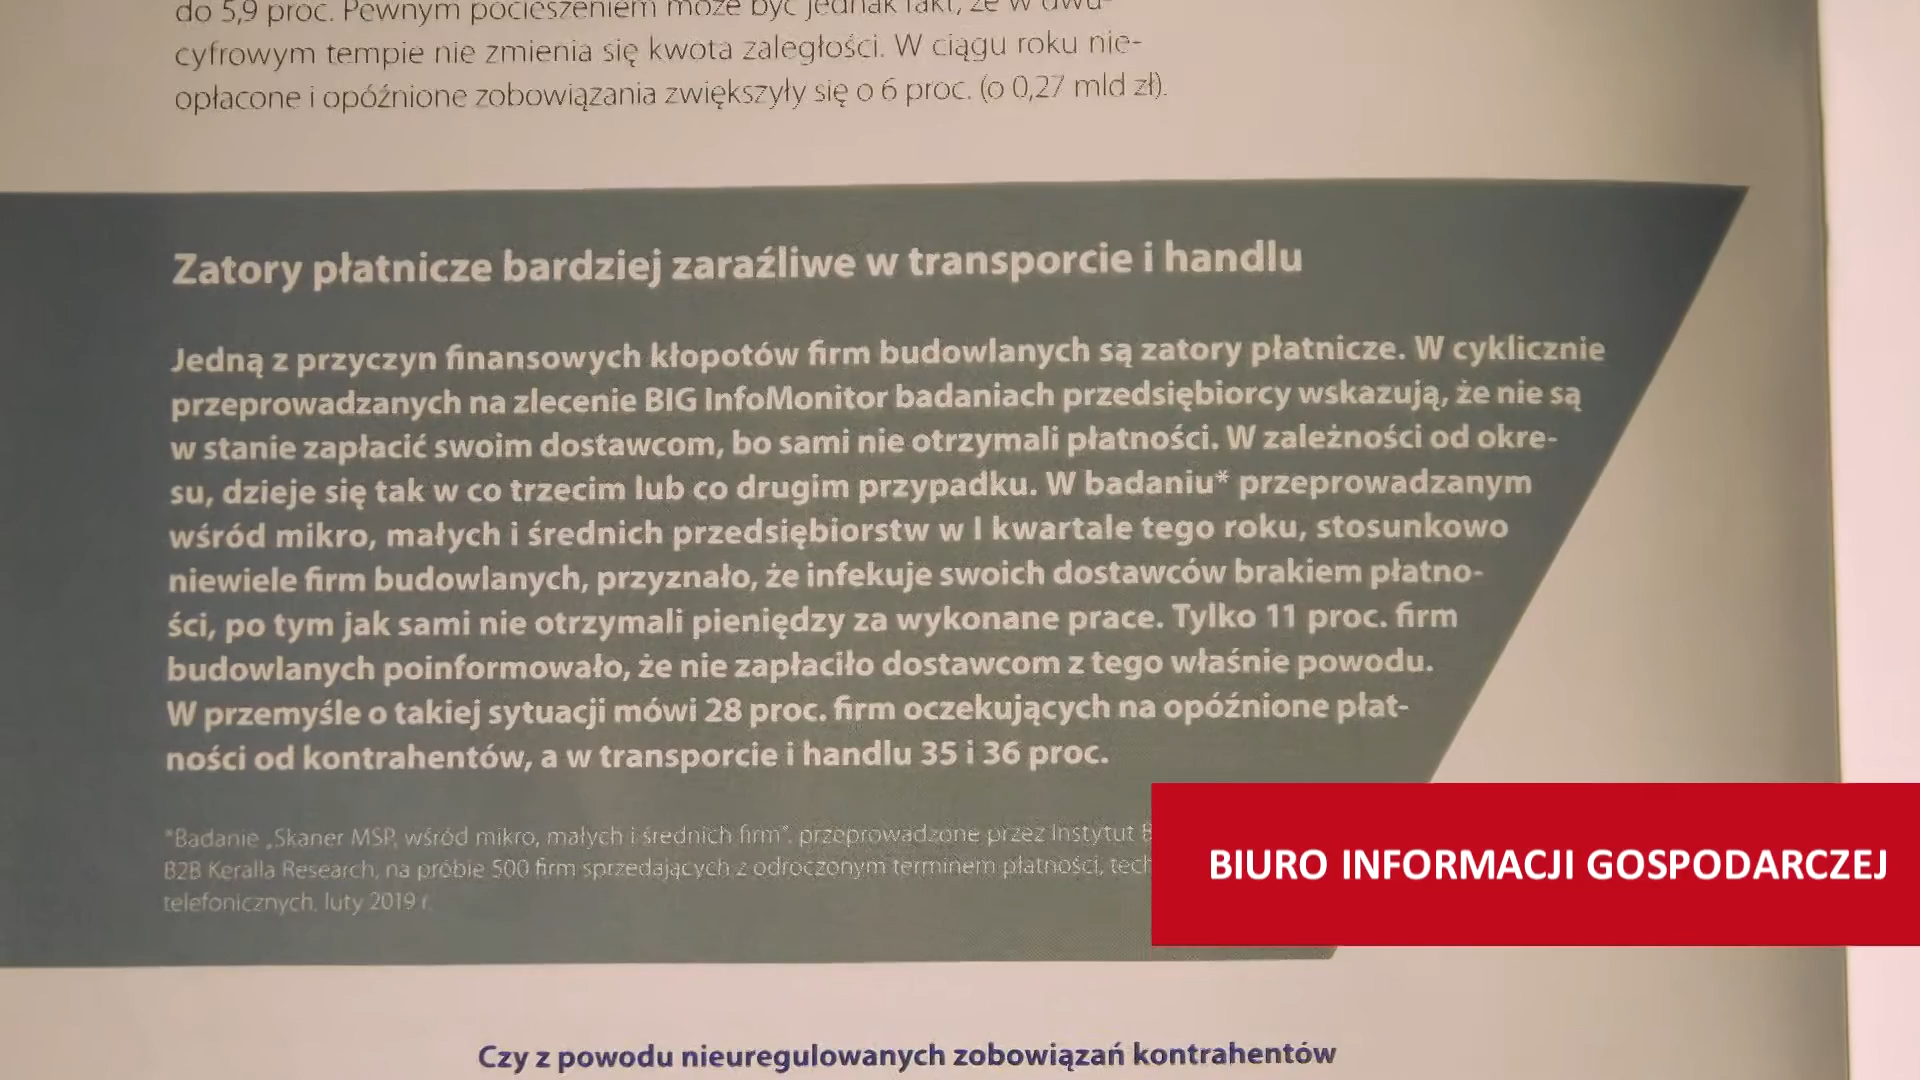 do 5,9 proc. Pewnym pocieszeniem może być jednak fakt, że w dwu-
cyfrowym tempie nie zmienia się kwota zaległości. W ciągu roku nie-
opłacone i opóźnione zobowiązania zwiększyły się o 6 proc. (o 0,27 mld zł).
Zatory płatnicze bardziej zaraźliwe w transporcie i handlu
Jedną z przyczyn finansowych kłopotów firm budowlanych są zatory płatnicze. W cyklicznie
przeprowadzanych na zlecenie BIG InfoMonitor badaniach przedsiębiorcy wskazują, że nie są
w stanie zapłacić swoim dostawcom, bo sami nie otrzymali płatności. W zależności od okre-
su, dzieje się tak w co trzecim lub co drugim przypadku. W badaniu* przeprowadzanym
wśród mikro, małych i średnich przedsiębiorstw w I kwartale tego roku, stosunkowo
niewiele firm budowlanych, przyznało, że infekuje swoich dostawców brakiem płatno-
ści, po tym jak sami nie otrzymali pieniędzy za wykonane prace. Tylko 11 proc. firm
budowlanych poinformowało, że nie zapłaciło dostawcom z tego właśnie powodu.
W przemyśle o takiej sytuacji mówi 28 proc. firm oczekujących na opóźnione płat-
ności od kontrahentów, a w transporcie i handlu 35 i 36 proc.
*Badanie „Skaner MSP, wśród mikro, małych i średnich firm", przeprowadzone przez Instytut
B2B Keralla Research, na próbie 500 firm sprzedających z odroczonym terminem płatności,
telefonicznych, luty 2019 r.
BIURO INFORMACJI GOSPODARCZEJ
Czy z powodu nieuregulowanych zobowiązań kontrahentów